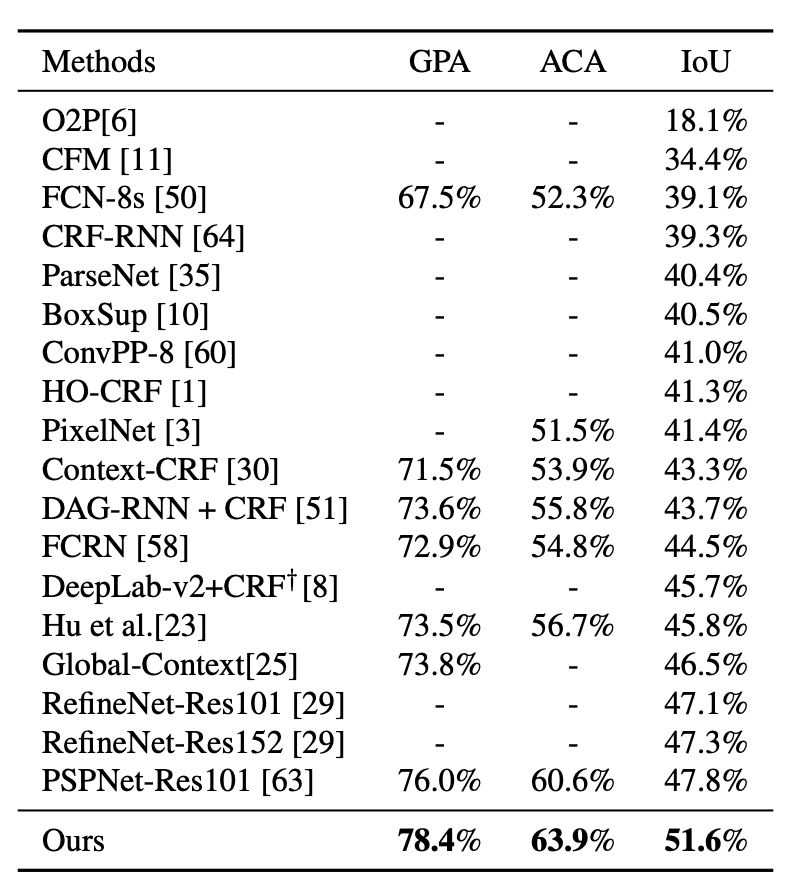 Methods GPA ACA IoU
O2P[6] - - 18.1%
CFM [11] - - 34.4%
FCN-8s [50] 67.5% 52.3% 39.1%
CRF-RNN [64] - - 39.3%
ParseNet [35] - - 40.4%
BoxSup [10] - - 40.5%
ConvPP-8 [60] - - 41.0%
HO-CRF [1] - - 41.3%
PixelNet [3] - 51.5% 41.4%
Context-CRF [30] 71.5% 53.9% 43.3%
DAG-RNN + CRF [51] 73.6% 55.8% 43.7%
FCRN [58] 72.9% 54.8% 44.5%
DeepLab-v2+CRF† [8] - - 45.7%
Hu et al.[23] 73.5% 56.7% 45.8%
Global-Context[25] 73.8% - 46.5%
RefineNet-Res101 [29] - - 47.1%
RefineNet-Res152 [29] - - 47.3%
PSPNet-Res101 [63] 76.0% 60.6% 47.8%
Ours 78.4% 63.9% 51.6%